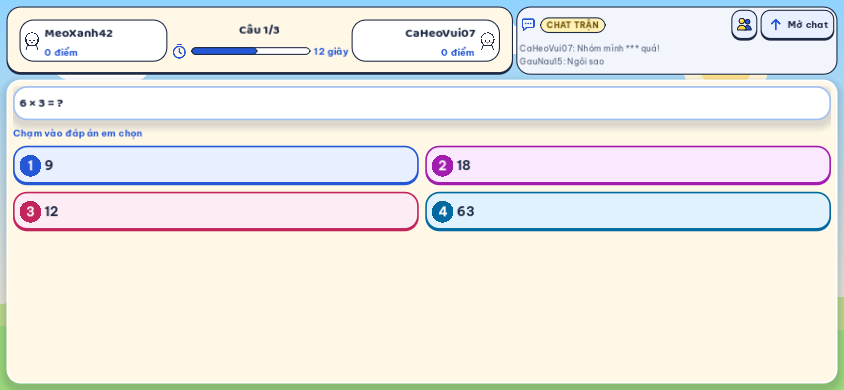 MeoXanh42
0 điểm
Câu 1/3
12 giây
CaHeoVui07
0 điểm
CHAT TRẬN
Mở chat
CaHeoVui07: Nhóm mình *** quá!
GauNau15: Ngôi sao
6 × 3 = ?
Chạm vào đáp án em chọn
1 9
2 18
3 12
4 63